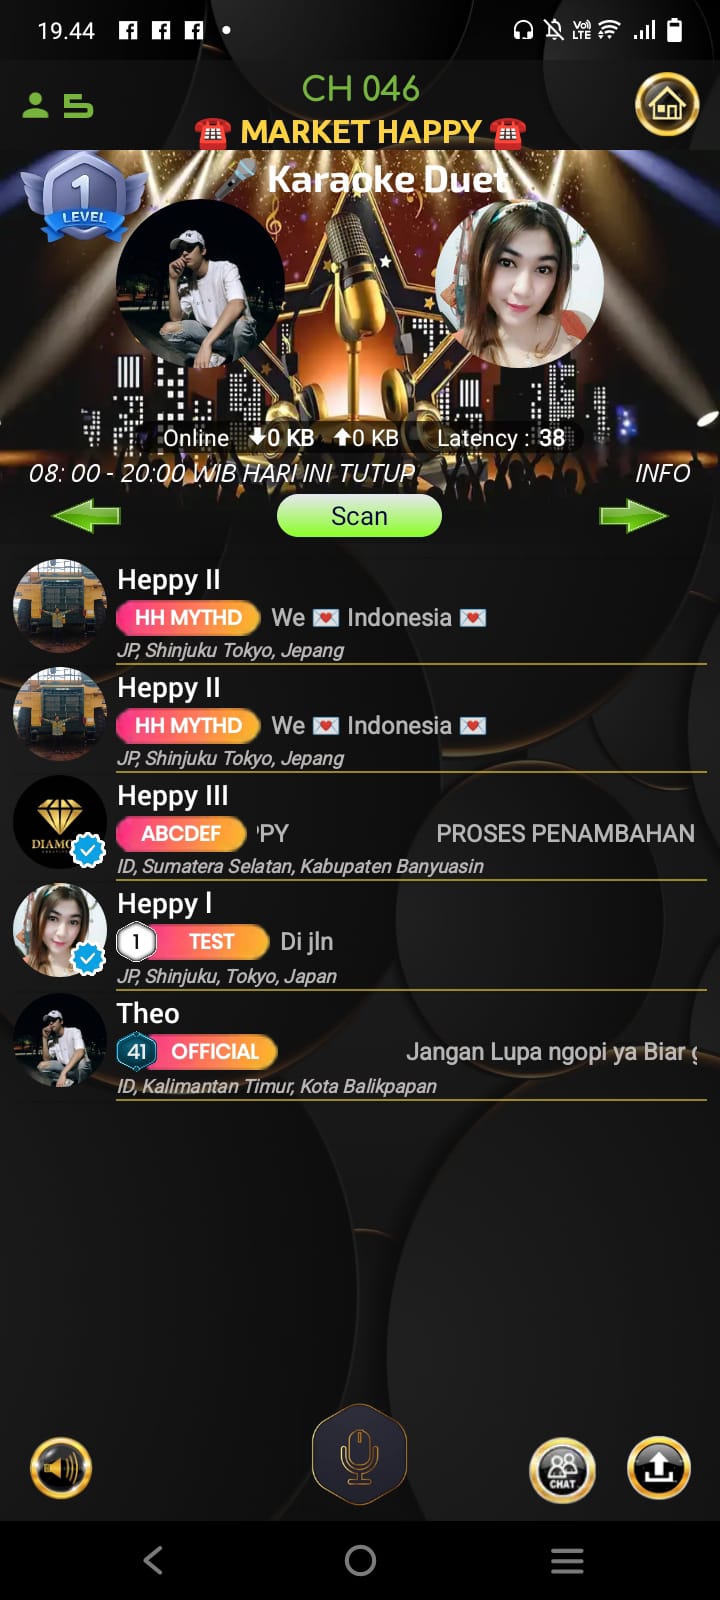 19.44
VoI) LTE
5
CH 046
☎️ MARKET HAPPY ☎️
1 LEVEL
🎤 Karaoke Duet
Online 0 KB 0 KB Latency : 38
08: 00 - 20:00 WIB HARI INI TUTUP INFO
Scan
Heppy II
HH MYTHD We 💌 Indonesia 💌
JP, Shinjuku Tokyo, Jepang
Heppy II
HH MYTHD We 💌 Indonesia 💌
JP, Shinjuku Tokyo, Jepang
Heppy III
ABCDEF PPY PROSES PENAMBAHAN
ID, Sumatera Selatan, Kabupaten Banyuasin
Heppy l
1 TEST Di jln
JP, Shinjuku, Tokyo, Japan
Theo
41 OFFICIAL Jangan Lupa ngopi ya Biar
ID, Kalimantan Timur, Kota Balikpapan
CHAT